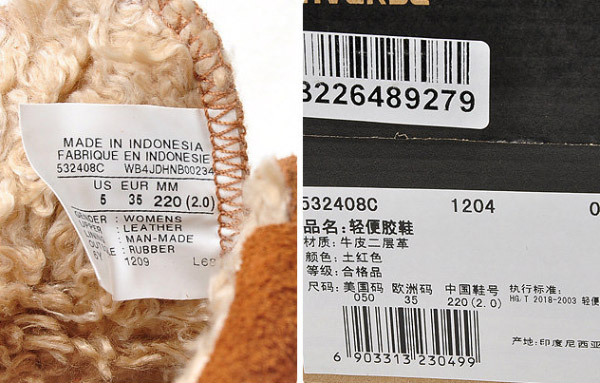 MADE IN INDONESIA
FABRIQUE EN INDONESIE
532408C WB4JDHNB00234
US EUR MM
5 35 220 (2.0)
GENDER : WOMENS
UPPER : LEATHER
LINING : MAN-MADE
: RUBBER
1209
3226489279
532408C 1204 0
品名: 轻便胶鞋
材质: 牛皮二层革
颜色: 土红色
等级: 合格品
尺码: 美国码 欧洲码 中国鞋号 执行标准:
050 35 220 (2.0) HG/T 2018-2003 轻便
产地: 印度尼西亚
6 903313 230499